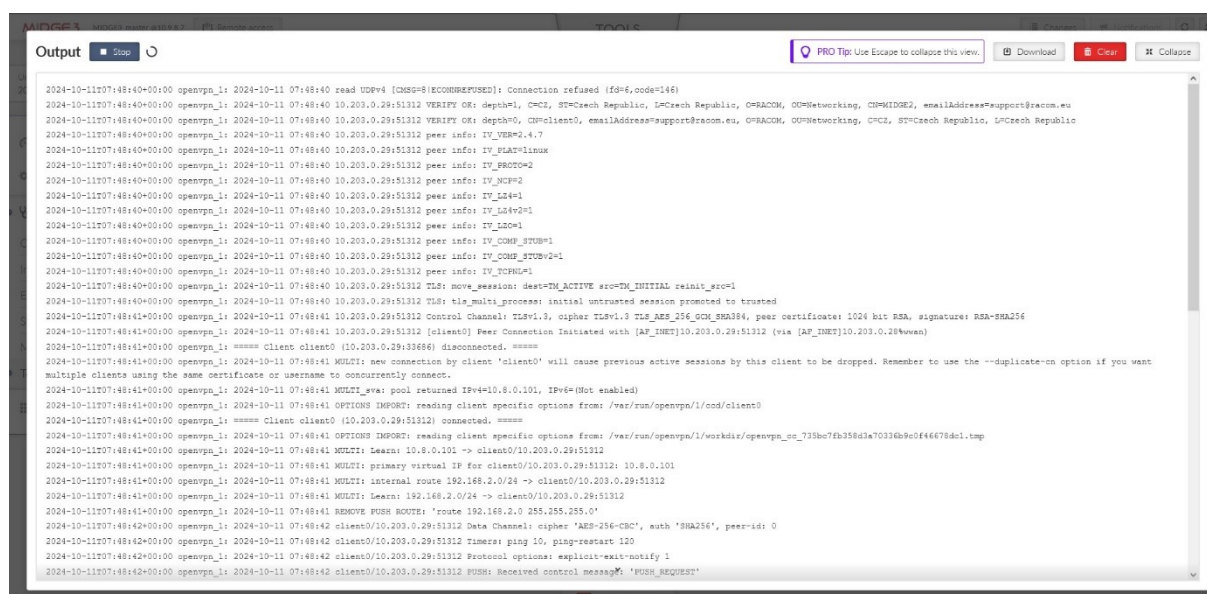 MIDGE3 MIDGE3 master @10.9.8.7 Remote access TOOLS Changes Notifications
Output Stop PRO Tip: Use Escape to collapse this view. Download Clear Collapse
2024-10-11T07:48:40+00:00 openvpn_1: 2024-10-11 07:48:40 read UDPv4 [CMSG=8|ECONNREFUSED]: Connection refused (fd=6,code=146)
2024-10-11T07:48:40+00:00 openvpn_1: 2024-10-11 07:48:40 10.203.0.29:51312 VERIFY OK: depth=1, C=CZ, ST=Czech Republic, L=Czech Republic, O=RACOM, OU=Networking, CN=MIDGE2, emailAddress=support@racom.eu
2024-10-11T07:48:40+00:00 openvpn_1: 2024-10-11 07:48:40 10.203.0.29:51312 VERIFY OK: depth=0, CN=client0, emailAddress=support@racom.eu, O=RACOM, OU=Networking, C=CZ, ST=Czech Republic, L=Czech Republic
2024-10-11T07:48:40+00:00 openvpn_1: 2024-10-11 07:48:40 10.203.0.29:51312 peer info: IV_VER=2.4.7
2024-10-11T07:48:40+00:00 openvpn_1: 2024-10-11 07:48:40 10.203.0.29:51312 peer info: IV_PLAT=linux
2024-10-11T07:48:40+00:00 openvpn_1: 2024-10-11 07:48:40 10.203.0.29:51312 peer info: IV_PROTO=2
2024-10-11T07:48:40+00:00 openvpn_1: 2024-10-11 07:48:40 10.203.0.29:51312 peer info: IV_NCP=2
2024-10-11T07:48:40+00:00 openvpn_1: 2024-10-11 07:48:40 10.203.0.29:51312 peer info: IV_LZ4=1
2024-10-11T07:48:40+00:00 openvpn_1: 2024-10-11 07:48:40 10.203.0.29:51312 peer info: IV_LZ4v2=1
2024-10-11T07:48:40+00:00 openvpn_1: 2024-10-11 07:48:40 10.203.0.29:51312 peer info: IV_LZO=1
2024-10-11T07:48:40+00:00 openvpn_1: 2024-10-11 07:48:40 10.203.0.29:51312 peer info: IV_COMP_STUB=1
2024-10-11T07:48:40+00:00 openvpn_1: 2024-10-11 07:48:40 10.203.0.29:51312 peer info: IV_COMP_STUBv2=1
2024-10-11T07:48:40+00:00 openvpn_1: 2024-10-11 07:48:40 10.203.0.29:51312 peer info: IV_TCPNL=1
2024-10-11T07:48:40+00:00 openvpn_1: 2024-10-11 07:48:40 10.203.0.29:51312 TLS: move_session: dest=TM_ACTIVE src=TM_INITIAL reinit_src=1
2024-10-11T07:48:40+00:00 openvpn_1: 2024-10-11 07:48:40 10.203.0.29:51312 TLS: tls_multi_process: initial untrusted session promoted to trusted
2024-10-11T07:48:41+00:00 openvpn_1: 2024-10-11 07:48:41 10.203.0.29:51312 Control Channel: TLSv1.3, cipher TLSv1.3 TLS_AES_256_GCM_SHA384, peer certificate: 1024 bit RSA, signature: RSA-SHA256
2024-10-11T07:48:41+00:00 openvpn_1: 2024-10-11 07:48:41 10.203.0.29:51312 [client0] Peer Connection Initiated with [AF_INET]10.203.0.29:51312 (via [AF_INET]10.203.0.28%wwan)
2024-10-11T07:48:41+00:00 openvpn_1: ===== Client client0 (10.203.0.29:33686) disconnected. =====
2024-10-11T07:48:41+00:00 openvpn_1: 2024-10-11 07:48:41 MULTI: new connection by client 'client0' will cause previous active sessions by this client to be dropped. Remember to use the --duplicate-cn option if you want
multiple clients using the same certificate or username to concurrently connect.
2024-10-11T07:48:41+00:00 openvpn_1: 2024-10-11 07:48:41 MULTI_sva: pool returned IPv4=10.8.0.101, IPv6=(Not enabled)
2024-10-11T07:48:41+00:00 openvpn_1: 2024-10-11 07:48:41 OPTIONS IMPORT: reading client specific options from: /var/run/openvpn/1/ccd/client0
2024-10-11T07:48:41+00:00 openvpn_1: ===== Client client0 (10.203.0.29:51312) connected. =====
2024-10-11T07:48:41+00:00 openvpn_1: 2024-10-11 07:48:41 OPTIONS IMPORT: reading client specific options from: /var/run/openvpn/1/workdir/openvpn_cc_735bc7fb358d3a70336b9c0f46678dc1.tmp
2024-10-11T07:48:41+00:00 openvpn_1: 2024-10-11 07:48:41 MULTI: Learn: 10.8.0.101 -> client0/10.203.0.29:51312
2024-10-11T07:48:41+00:00 openvpn_1: 2024-10-11 07:48:41 MULTI: primary virtual IP for client0/10.203.0.29:51312: 10.8.0.101
2024-10-11T07:48:41+00:00 openvpn_1: 2024-10-11 07:48:41 MULTI: internal route 192.168.2.0/24 -> client0/10.203.0.29:51312
2024-10-11T07:48:41+00:00 openvpn_1: 2024-10-11 07:48:41 MULTI: Learn: 192.168.2.0/24 -> client0/10.203.0.29:51312
2024-10-11T07:48:41+00:00 openvpn_1: 2024-10-11 07:48:41 REMOVE PUSH ROUTE: 'route 192.168.2.0 255.255.255.0'
2024-10-11T07:48:42+00:00 openvpn_1: 2024-10-11 07:48:42 client0/10.203.0.29:51312 Data Channel: cipher 'AES-256-CBC', auth 'SHA256', peer-id: 0
2024-10-11T07:48:42+00:00 openvpn_1: 2024-10-11 07:48:42 client0/10.203.0.29:51312 Timers: ping 10, ping-restart 120
2024-10-11T07:48:42+00:00 openvpn_1: 2024-10-11 07:48:42 client0/10.203.0.29:51312 Protocol options: explicit-exit-notify 1
2024-10-11T07:48:42+00:00 openvpn_1: 2024-10-11 07:48:42 client0/10.203.0.29:51312 PUSH: Received control message: 'PUSH_REQUEST'